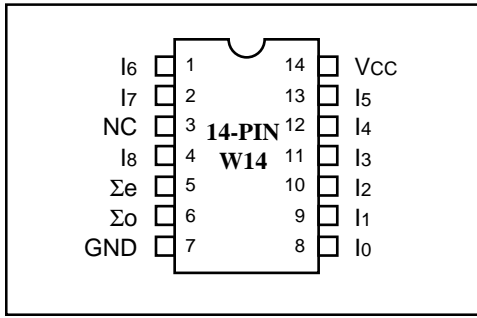 I6 1 14 VCC
I7 2 13 I5
NC 3 14-PIN 12 I4
I8 4 W14 11 I3
Σe 5 10 I2
Σo 6 9 I1
GND 7 8 I0